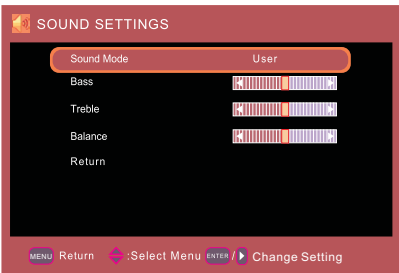 SOUND SETTINGS
Sound Mode User
Bass
Treble
Balance
Return
MENU Return :Select Menu ENTER / Change Setting